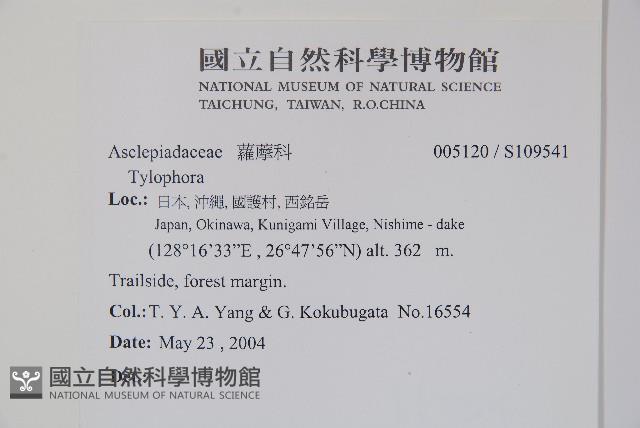 國立自然科學博物館
NATIONAL MUSEUM OF NATURAL SCIENCE
TAICHUNG, TAIWAN, R.O.CHINA
Asclepiadaceae 蘿藦科 005120 / S109541
Tylophora
Loc.: 日本, 沖繩, 國護村, 西銘岳
Japan, Okinawa, Kunigami Village, Nishime - dake
(128°16'33”E , 26°47'56”N) alt. 362 m.
Trailside, forest margin.
Col.: T. Y. A. Yang & G. Kokubugata No.16554
Date: May 23 , 2004
國立自然科學博物館
NATIONAL MUSEUM OF NATURAL SCIENCE